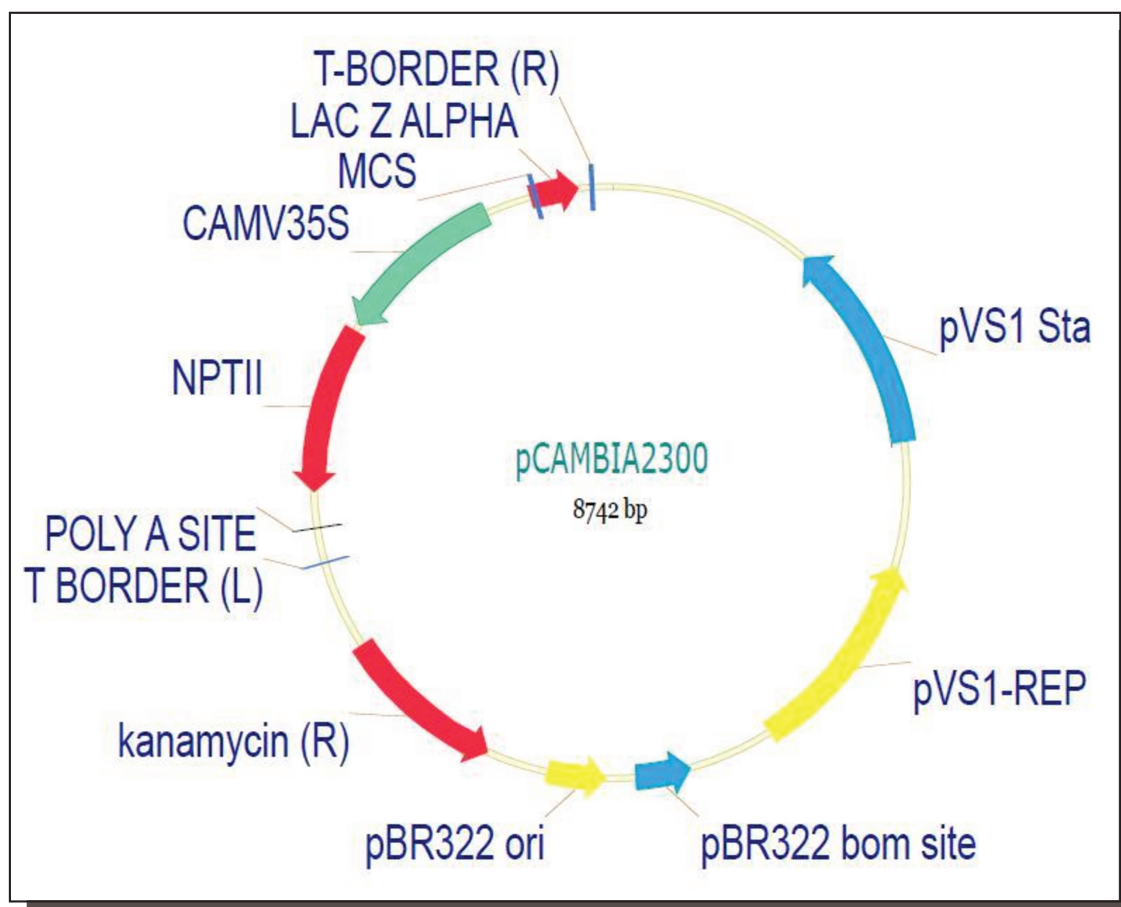 T-BORDER (R)
LAC Z ALPHA
MCS
CAMV35S
pVS1 Sta
NPTII
pCAMBIA2300
8742 bp
POLY A SITE
T BORDER (L)
pVS1-REP
kanamycin (R)
pBR322 ori
pBR322 bom site